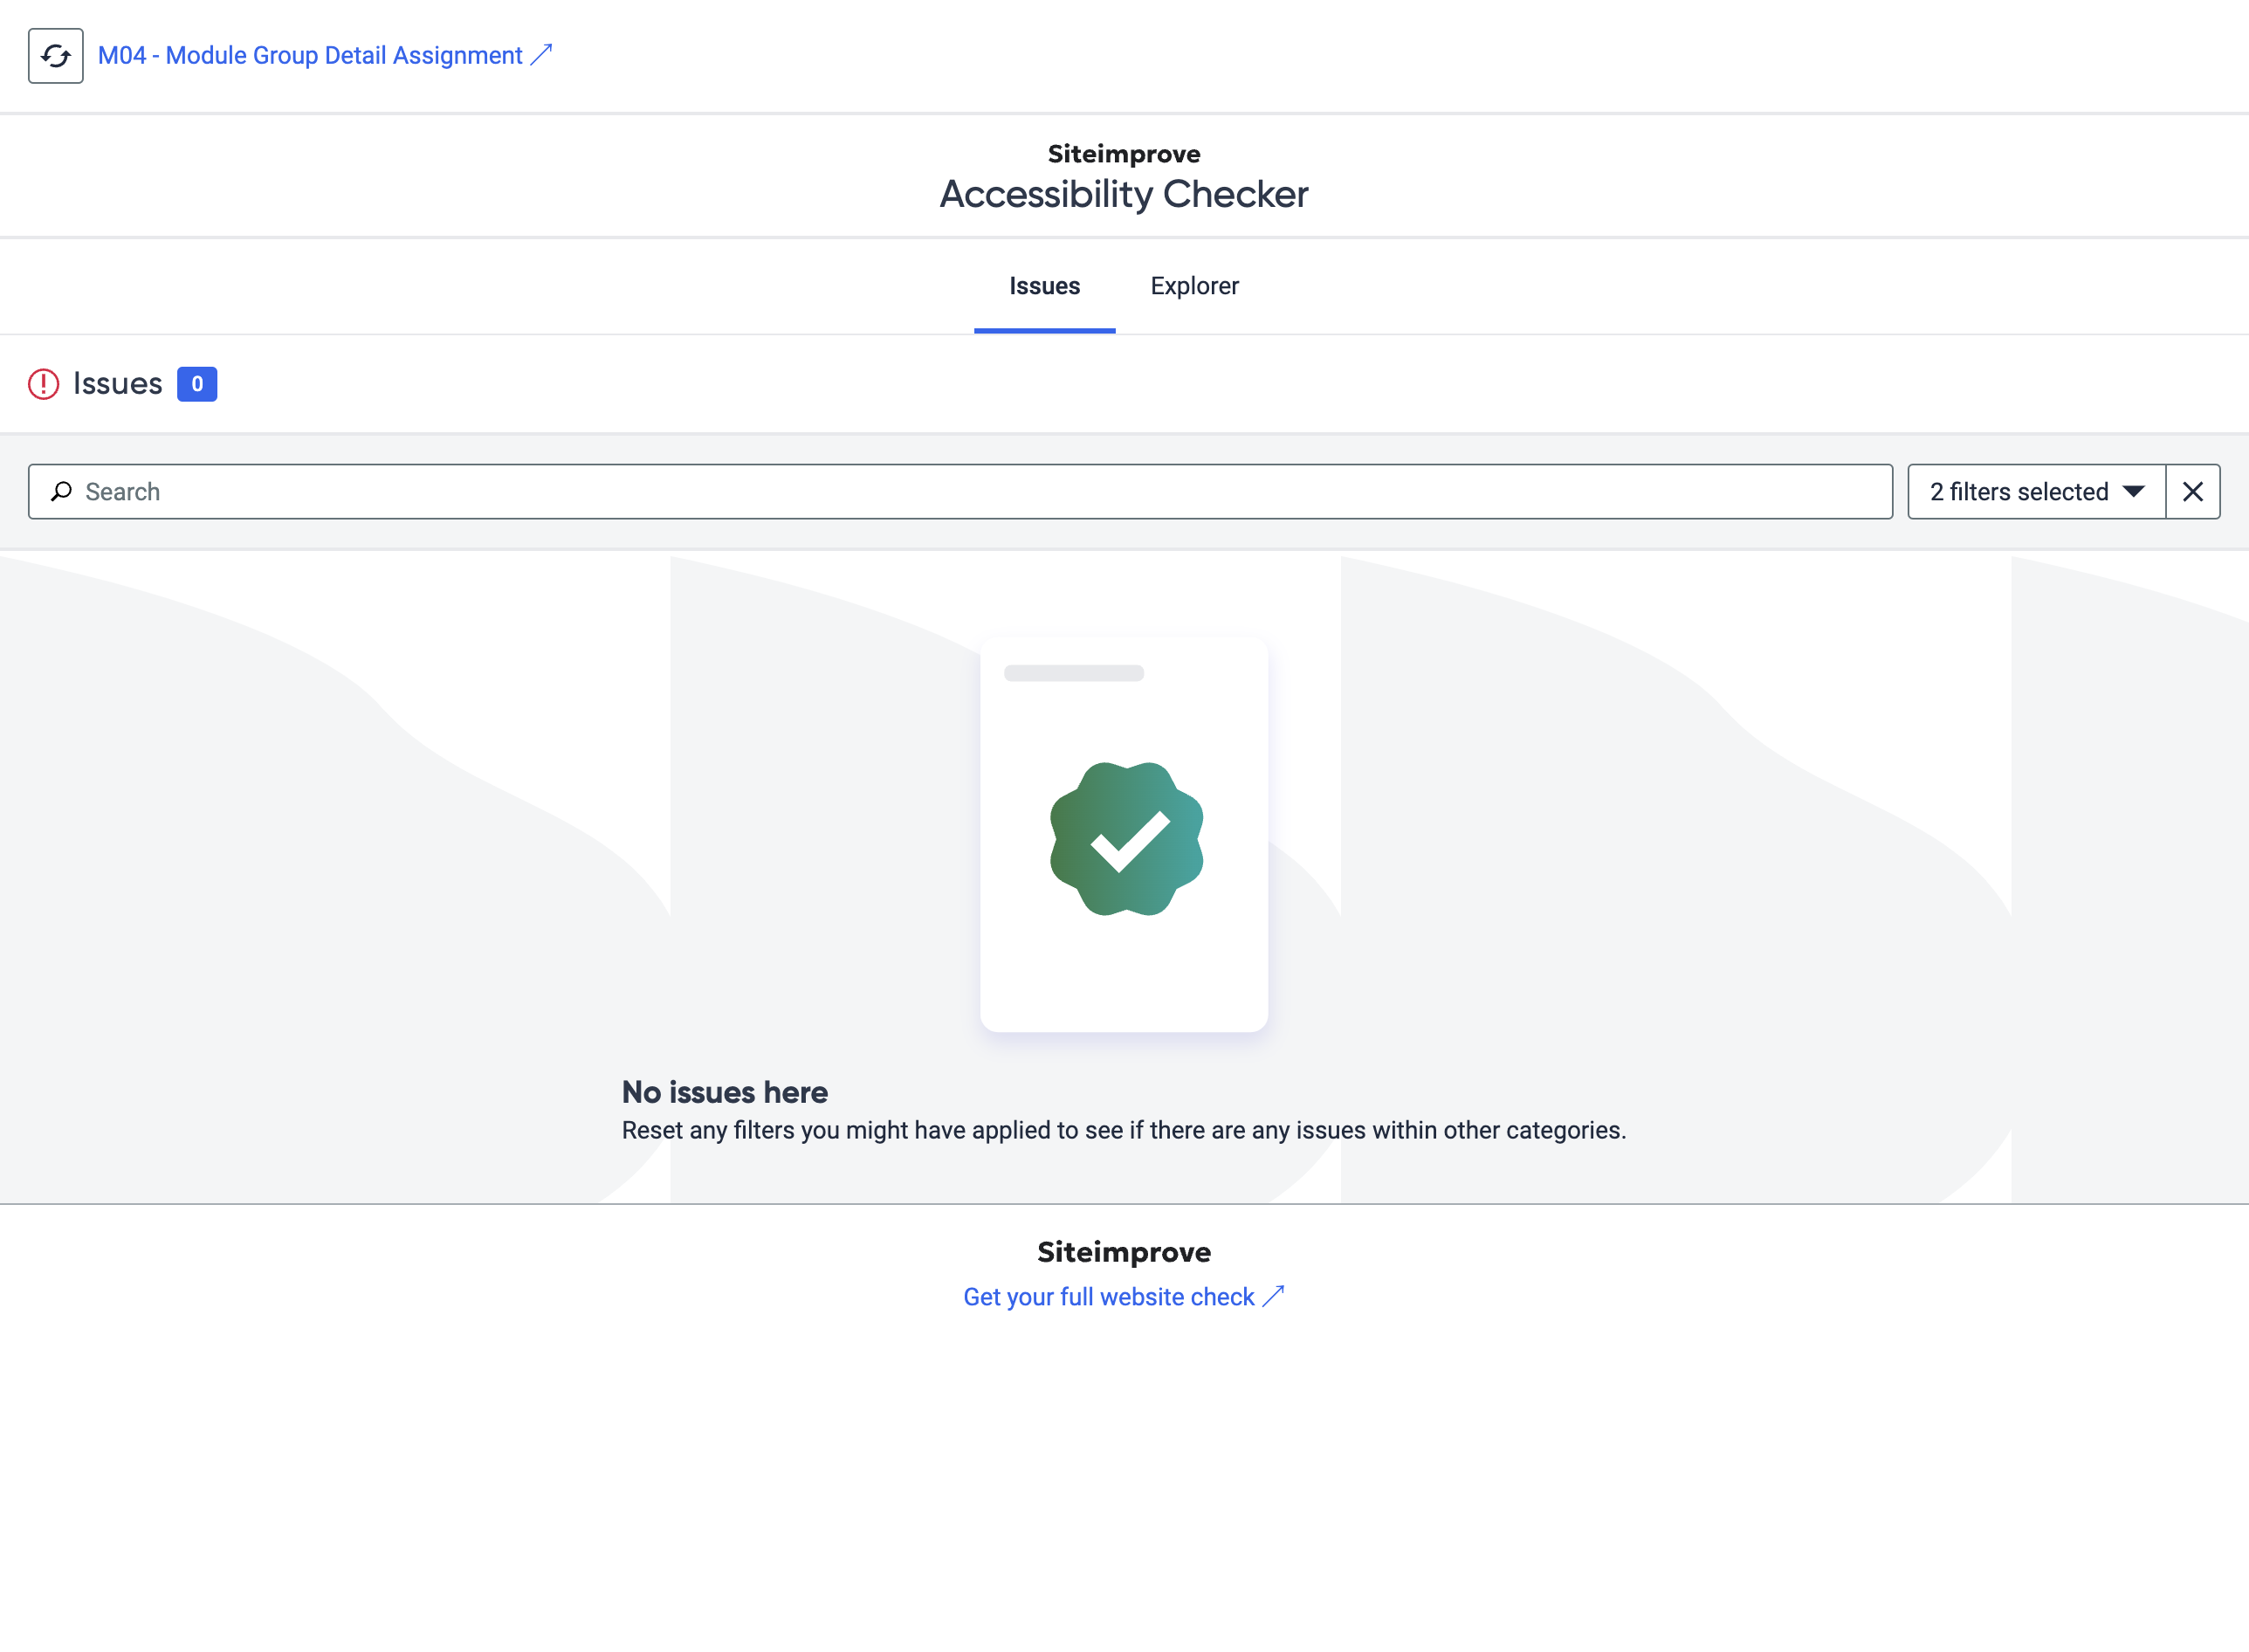 M04 - Module Group Detail Assignment
Siteimprove
Accessibility Checker
Issues Explorer
Issues 0
Search 2 filters selected
No issues here
Reset any filters you might have applied to see if there are any issues within other categories.
Siteimprove
Get your full website check